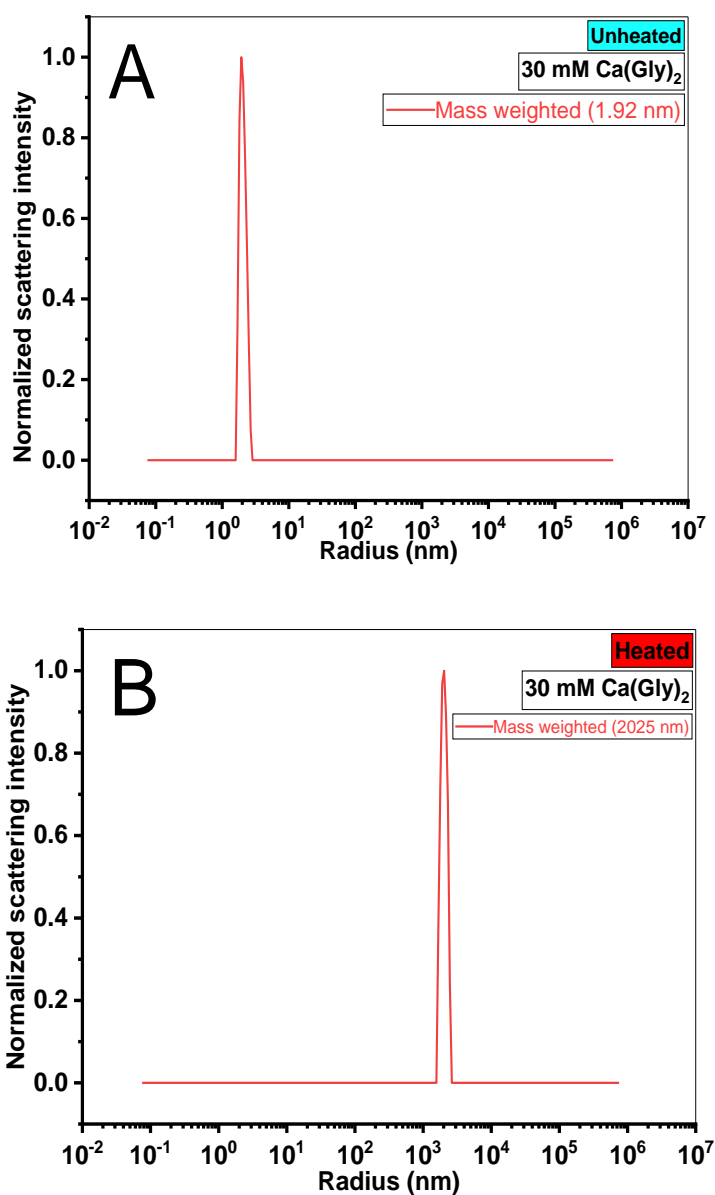 A
Unheated
30 mM Ca(Gly)₂
Mass weighted (1.92 nm)
Normalized scattering intensity
1.0
0.8
0.6
0.4
0.2
0.0
10⁻² 10⁻¹ 10⁰ 10¹ 10² 10³ 10⁴ 10⁵ 10⁶ 10⁷
Radius (nm)
B
Heated
30 mM Ca(Gly)₂
Mass weighted (2025 nm)
Normalized scattering intensity
1.0
0.8
0.6
0.4
0.2
0.0
10⁻² 10⁻¹ 10⁰ 10¹ 10² 10³ 10⁴ 10⁵ 10⁶ 10⁷
Radius (nm)